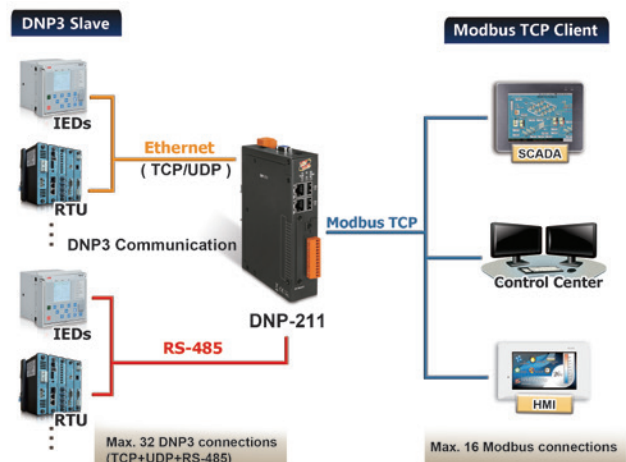 DNP3 Slave
Modbus TCP Client
IEDs
Ethernet
( TCP/UDP )
RTU
DNP3 Communication
IEDs
RS-485
RTU
DNP-211
Modbus TCP
SCADA
Control Center
HMI
Max. 32 DNP3 connections
(TCP+UDP+RS-485)
Max. 16 Modbus connections